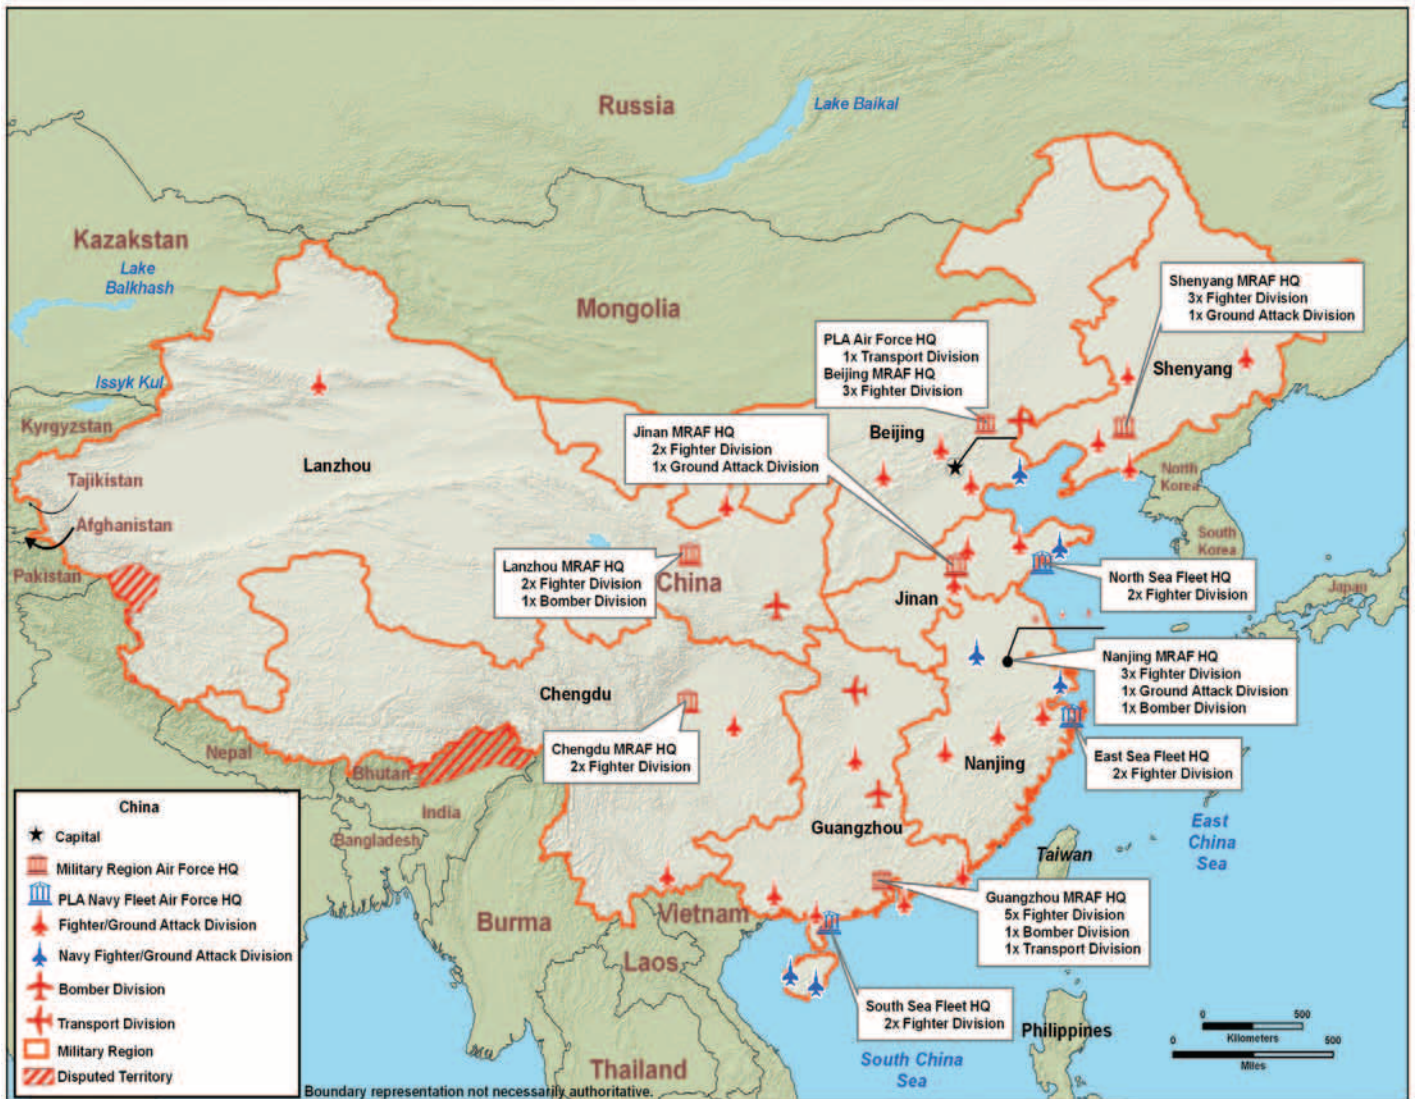 Russia
Lake Baikal
Kazakstan
Lake
Balkhash
Mongolia
Issyk Kul
Kyrgyzstan
Tajikistan
Afghanistan
Pakistan
Lanzhou
Shenyang MRAF HQ
3x Fighter Division
1x Ground Attack Division
Shenyang
PLA Air Force HQ
1x Transport Division
Beijing MRAF HQ
3x Fighter Division
Beijing
Jinan MRAF HQ
2x Fighter Division
1x Ground Attack Division
North
Korea
South
Korea
Japan
Lanzhou MRAF HQ
2x Fighter Division
1x Bomber Division
China
Jinan
North Sea Fleet HQ
2x Fighter Division
Nanjing MRAF HQ
3x Fighter Division
1x Ground Attack Division
1x Bomber Division
Chengdu
Chengdu MRAF HQ
2x Fighter Division
Nanjing
East Sea Fleet HQ
2x Fighter Division
Nepal
Bhutan
India
Bangladesh
Guangzhou
East
China
Sea
Taiwan
Burma
Vietnam
Laos
Thailand
Guangzhou MRAF HQ
5x Fighter Division
1x Bomber Division
1x Transport Division
South Sea Fleet HQ
2x Fighter Division
Philippines
South China
Sea
0 500
Kilometers
0 500
Miles
China
Capital
Military Region Air Force HQ
PLA Navy Fleet Air Force HQ
Fighter/Ground Attack Division
Navy Fighter/Ground Attack Division
Bomber Division
Transport Division
Military Region
Disputed Territory
Boundary representation not necessarily authoritative.